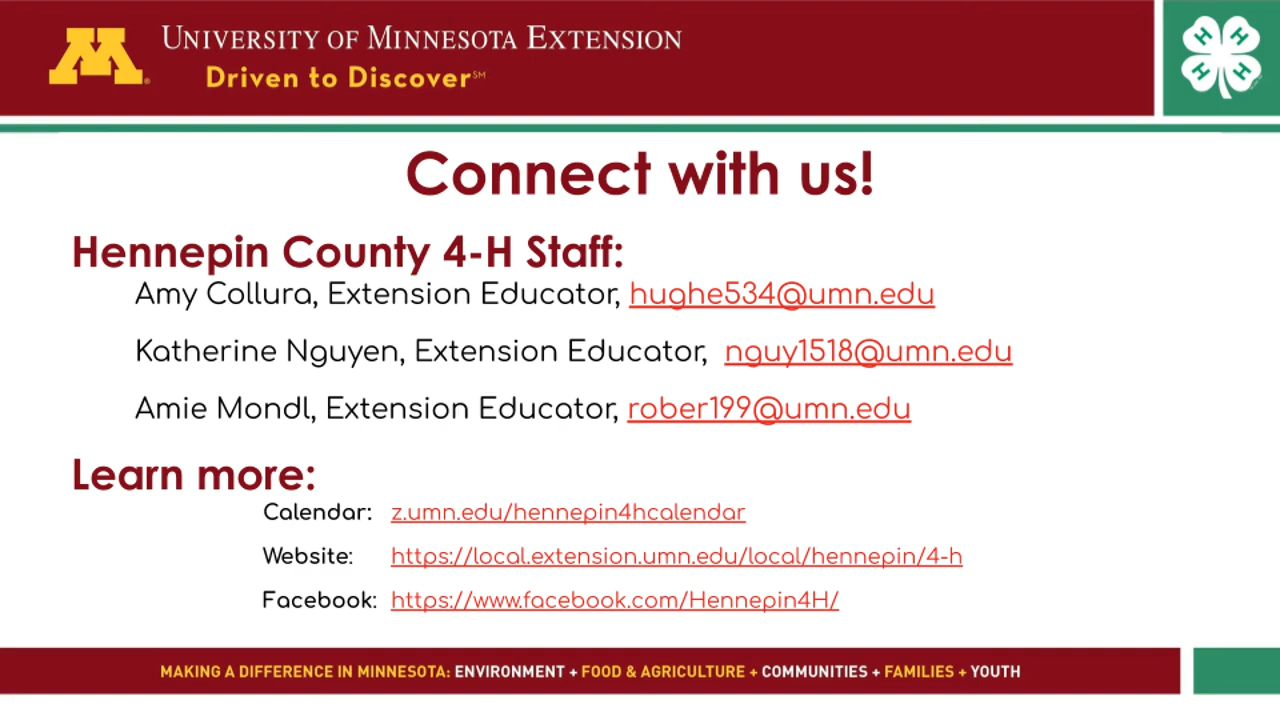 M
UNIVERSITY OF MINNESOTA EXTENSION
Driven to Discover℠
H H
H H
Connect with us!
Hennepin County 4-H Staff:
Amy Collura, Extension Educator, hughe534@umn.edu
Katherine Nguyen, Extension Educator, nguy1518@umn.edu
Amie Mondl, Extension Educator, rober199@umn.edu
Learn more:
Calendar: z.umn.edu/hennepin4hcalendar
Website: https://local.extension.umn.edu/local/hennepin/4-h
Facebook: https://www.facebook.com/Hennepin4H/
MAKING A DIFFERENCE IN MINNESOTA: ENVIRONMENT + FOOD & AGRICULTURE + COMMUNITIES + FAMILIES + YOUTH